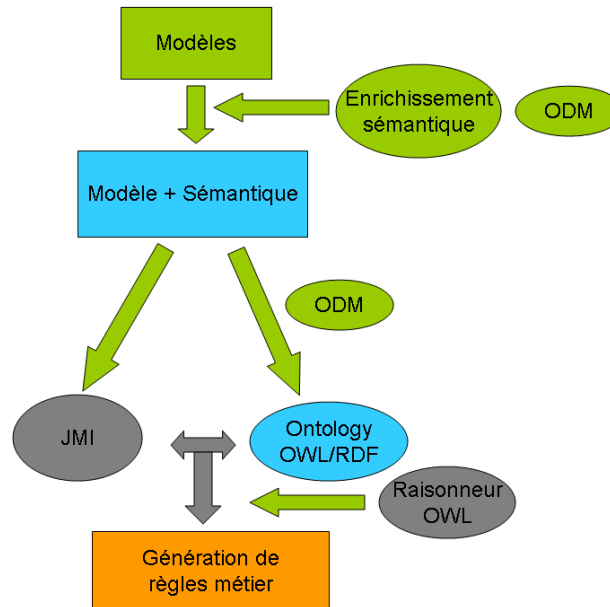 Modèles
Enrichissement
sémantique
ODM
Modèle + Sémantique
ODM
JMI
Ontology
OWL/RDF
Raisonneur
OWL
Génération de
règles métier